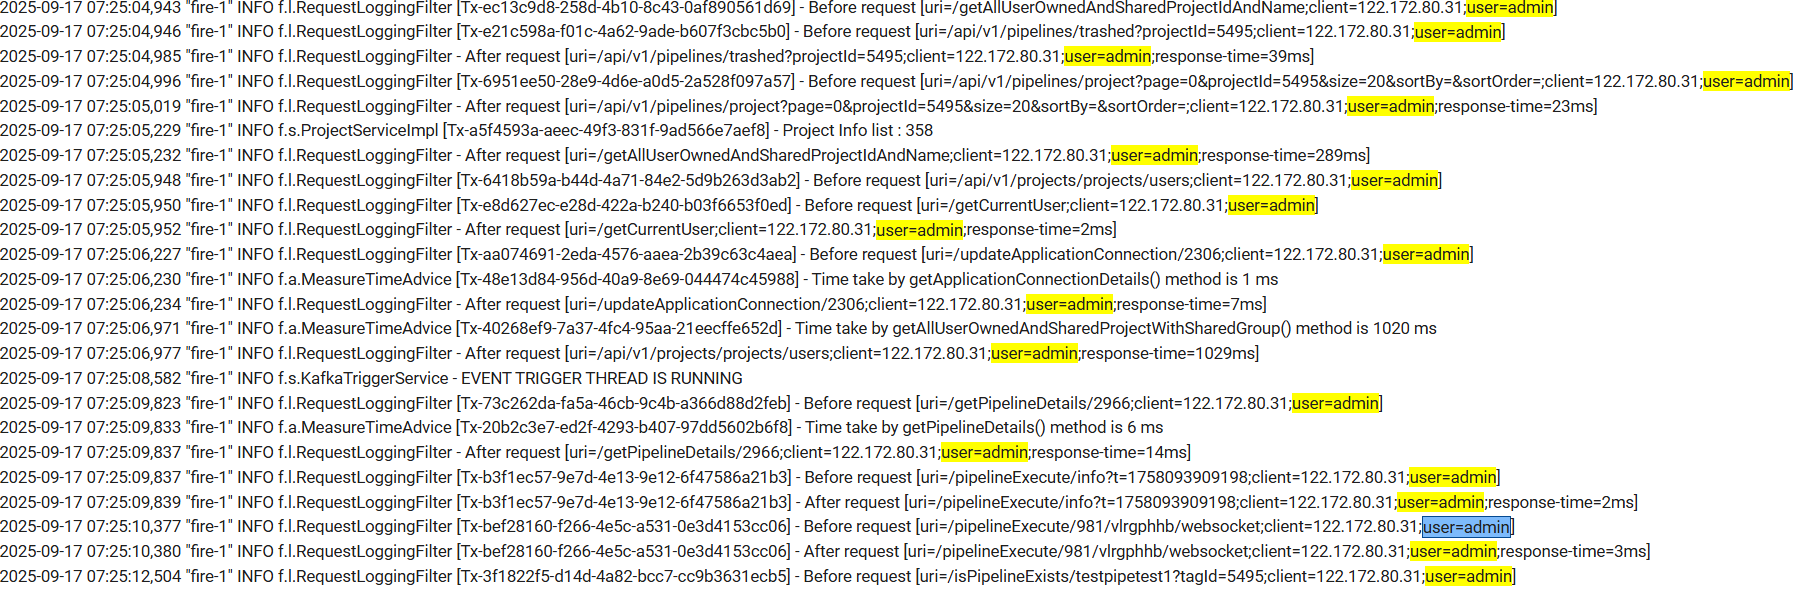 2025-09-17 07:25:04,943 "fire-1" INFO f.l.RequestLoggingFilter [Tx-ec13c9d8-258d-4b10-8c43-0af890561d69] - Before request [uri=/getAllUserOwnedAndSharedProjectIdAndName;client=122.172.80.31;user=admin]
2025-09-17 07:25:04,946 "fire-1" INFO f.l.RequestLoggingFilter [Tx-e21c598a-f01c-4a62-9ade-b607f3cbc5b0] - Before request [uri=/api/v1/pipelines/trashed?projectId=5495;client=122.172.80.31;user=admin]
2025-09-17 07:25:04,985 "fire-1" INFO f.l.RequestLoggingFilter - After request [uri=/api/v1/pipelines/trashed?projectId=5495;client=122.172.80.31;user=admin;response-time=39ms]
2025-09-17 07:25:04,996 "fire-1" INFO f.l.RequestLoggingFilter [Tx-6951ee50-28e9-4d6e-a0d5-2a528f097a57] - Before request [uri=/api/v1/pipelines/project?page=0&projectId=5495&size=20&sortBy=&sortOrder=;client=122.172.80.31;user=admin]
2025-09-17 07:25:05,019 "fire-1" INFO f.l.RequestLoggingFilter - After request [uri=/api/v1/pipelines/project?page=0&projectId=5495&size=20&sortBy=&sortOrder=;client=122.172.80.31;user=admin;response-time=23ms]
2025-09-17 07:25:05,229 "fire-1" INFO f.s.ProjectServiceImpl [Tx-a5f4593a-aeec-49f3-831f-9ad566e7aef8] - Project Info list : 358
2025-09-17 07:25:05,232 "fire-1" INFO f.l.RequestLoggingFilter - After request [uri=/getAllUserOwnedAndSharedProjectIdAndName;client=122.172.80.31;user=admin;response-time=289ms]
2025-09-17 07:25:05,948 "fire-1" INFO f.l.RequestLoggingFilter [Tx-6418b59a-b44d-4a71-84e2-5d9b263d3ab2] - Before request [uri=/api/v1/projects/projects/users;client=122.172.80.31;user=admin]
2025-09-17 07:25:05,950 "fire-1" INFO f.l.RequestLoggingFilter [Tx-e8d627ec-e28d-422a-b240-b03f6653f0ed] - Before request [uri=/getCurrentUser;client=122.172.80.31;user=admin]
2025-09-17 07:25:05,952 "fire-1" INFO f.l.RequestLoggingFilter - After request [uri=/getCurrentUser;client=122.172.80.31;user=admin;response-time=2ms]
2025-09-17 07:25:06,227 "fire-1" INFO f.l.RequestLoggingFilter [Tx-aa074691-2eda-4576-aaea-2b39c63c4aea] - Before request [uri=/updateApplicationConnection/2306;client=122.172.80.31;user=admin]
2025-09-17 07:25:06,230 "fire-1" INFO f.a.MeasureTimeAdvice [Tx-48e13d84-956d-40a9-8e69-044474c45988] - Time take by getApplicationConnectionDetails() method is 1 ms
2025-09-17 07:25:06,234 "fire-1" INFO f.l.RequestLoggingFilter - After request [uri=/updateApplicationConnection/2306;client=122.172.80.31;user=admin;response-time=7ms]
2025-09-17 07:25:06,971 "fire-1" INFO f.a.MeasureTimeAdvice [Tx-40268ef9-7a37-4fc4-95aa-21eecffe652d] - Time take by getAllUserOwnedAndSharedProjectWithSharedGroup() method is 1020 ms
2025-09-17 07:25:06,977 "fire-1" INFO f.l.RequestLoggingFilter - After request [uri=/api/v1/projects/projects/users;client=122.172.80.31;user=admin;response-time=1029ms]
2025-09-17 07:25:08,582 "fire-1" INFO f.s.KafkaTriggerService - EVENT TRIGGER THREAD IS RUNNING
2025-09-17 07:25:09,823 "fire-1" INFO f.l.RequestLoggingFilter [Tx-73c262da-fa5a-46cb-9c4b-a366d88d2feb] - Before request [uri=/getPipelineDetails/2966;client=122.172.80.31;user=admin]
2025-09-17 07:25:09,833 "fire-1" INFO f.a.MeasureTimeAdvice [Tx-20b2c3e7-ed2f-4293-b407-97dd5602b6f8] - Time take by getPipelineDetails() method is 6 ms
2025-09-17 07:25:09,837 "fire-1" INFO f.l.RequestLoggingFilter - After request [uri=/getPipelineDetails/2966;client=122.172.80.31;user=admin;response-time=14ms]
2025-09-17 07:25:09,837 "fire-1" INFO f.l.RequestLoggingFilter [Tx-b3f1ec57-9e7d-4e13-9e12-6f47586a21b3] - Before request [uri=/pipelineExecute/info?t=1758093909198;client=122.172.80.31;user=admin]
2025-09-17 07:25:09,839 "fire-1" INFO f.l.RequestLoggingFilter [Tx-b3f1ec57-9e7d-4e13-9e12-6f47586a21b3] - After request [uri=/pipelineExecute/info?t=1758093909198;client=122.172.80.31;user=admin;response-time=2ms]
2025-09-17 07:25:10,377 "fire-1" INFO f.l.RequestLoggingFilter [Tx-bef28160-f266-4e5c-a531-0e3d4153cc06] - Before request [uri=/pipelineExecute/981/vlrgphhb/websocket;client=122.172.80.31;user=admin]
2025-09-17 07:25:10,380 "fire-1" INFO f.l.RequestLoggingFilter [Tx-bef28160-f266-4e5c-a531-0e3d4153cc06] - After request [uri=/pipelineExecute/981/vlrgphhb/websocket;client=122.172.80.31;user=admin;response-time=3ms]
2025-09-17 07:25:12,504 "fire-1" INFO f.l.RequestLoggingFilter [Tx-3f1822f5-d14d-4a82-bcc7-cc9b3631ecb5] - Before request [uri=/isPipelineExists/testpipetest1?tagId=5495;client=122.172.80.31;user=admin]